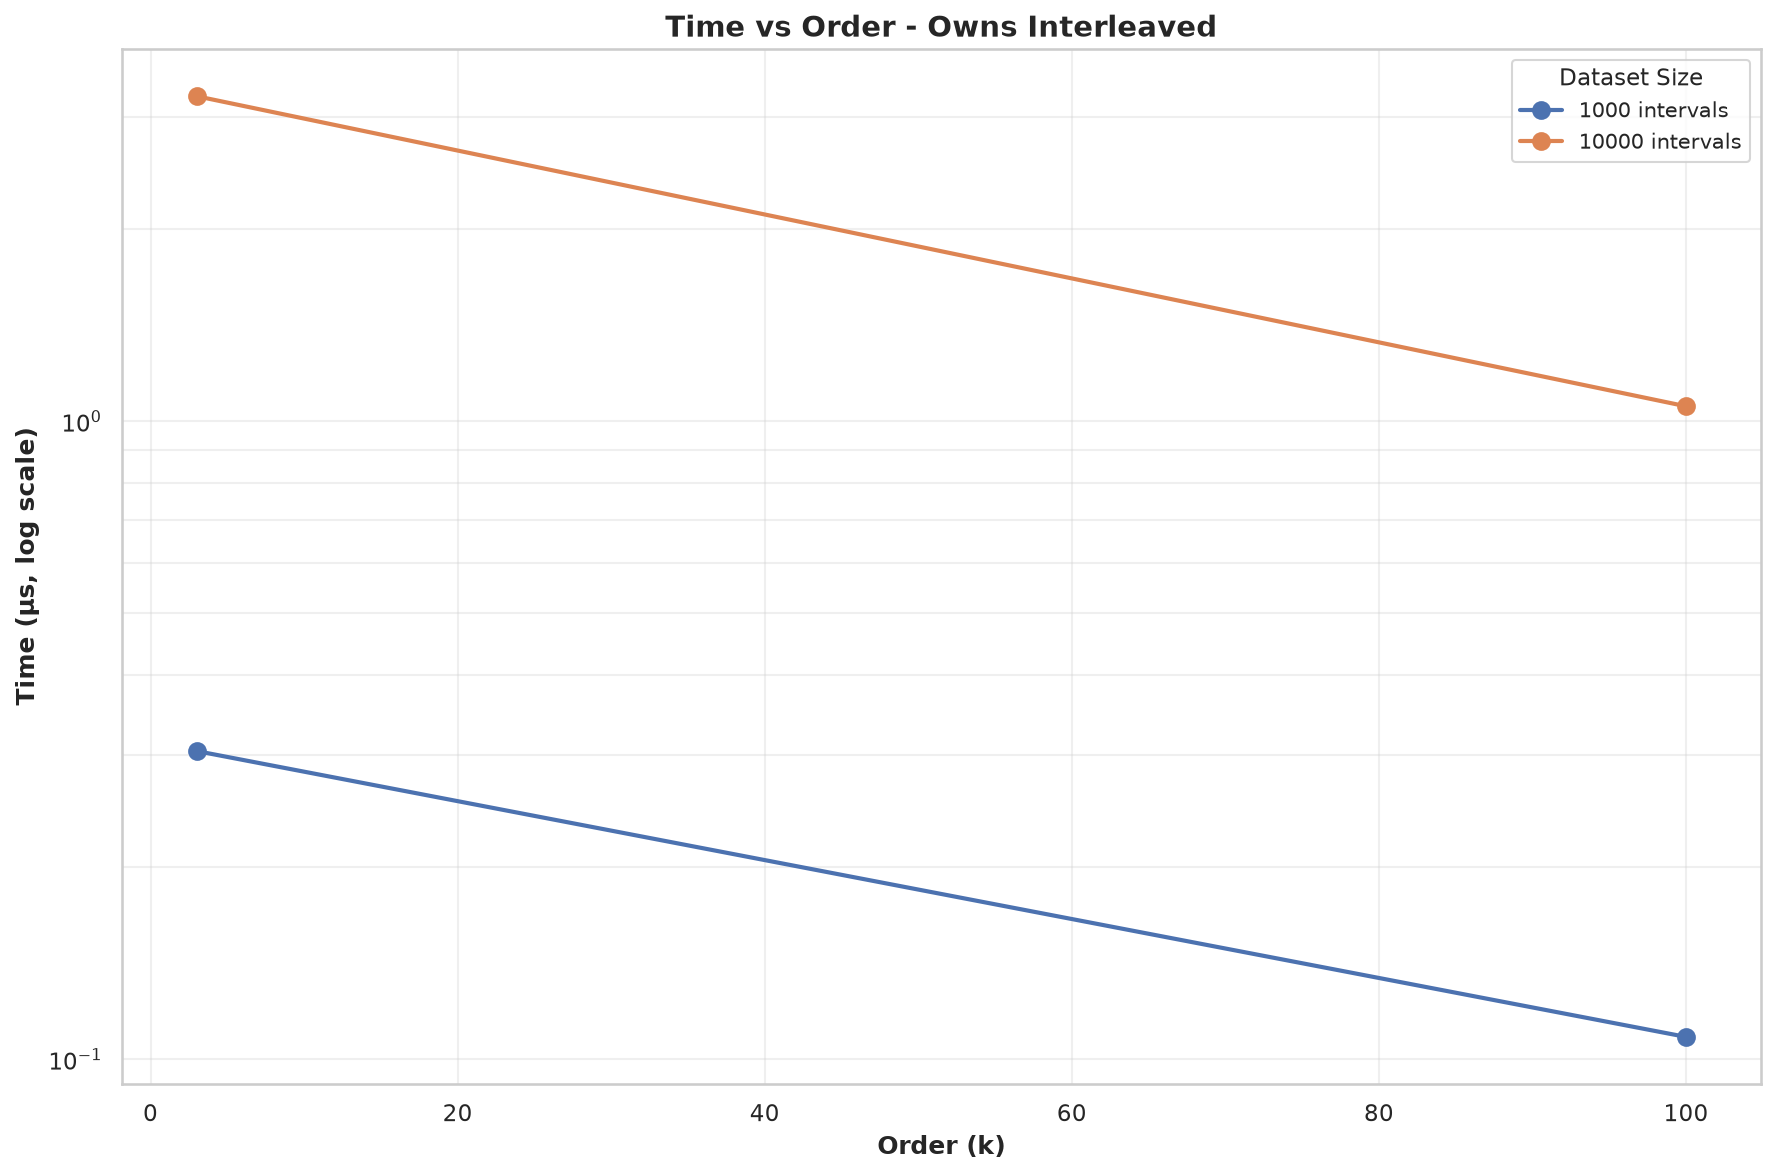 Time vs Order - Owns Interleaved
Dataset Size
1000 intervals
10000 intervals
Time (µs, log scale)
10⁰
10⁻¹
0 20 40 60 80 100
Order (k)